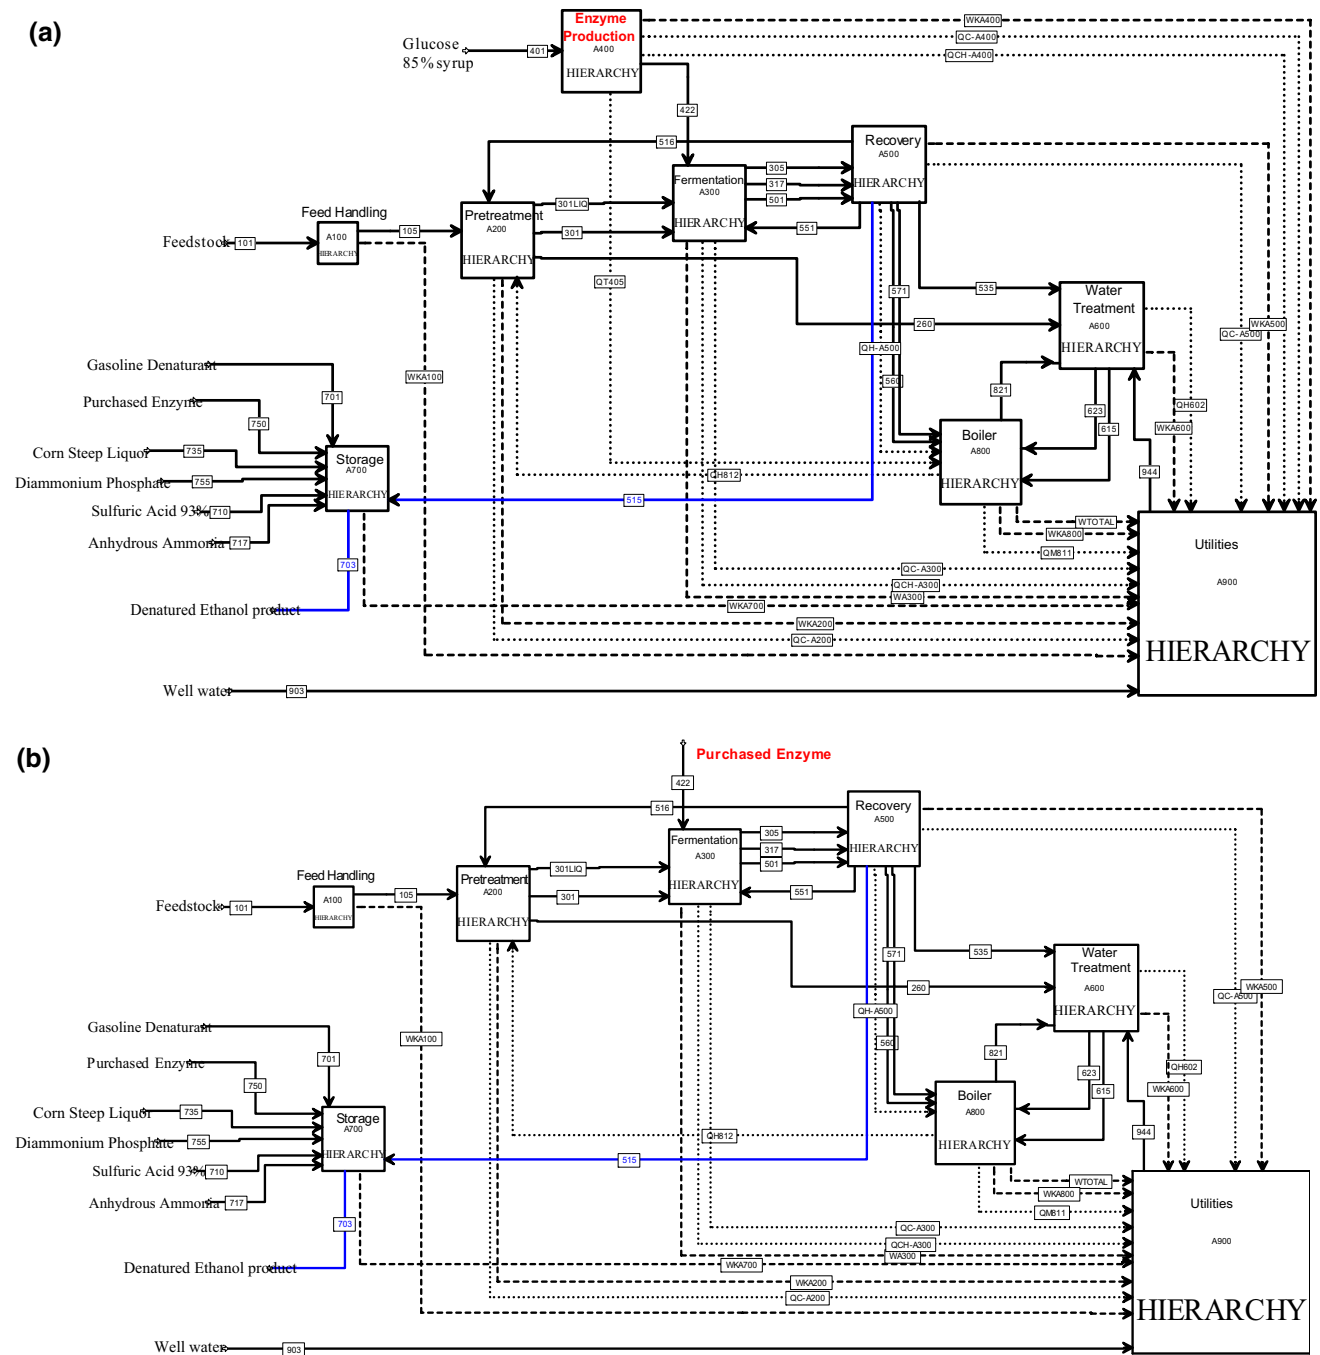 (a)
Enzyme
Production
A400
HIERARCHY
WKA400
QC-A400
QCH-A400
Glucose
85% syrup
401
422
516
Recovery
A500
HIERARCHY
305
317
501
Fermentation
A300
HIERARCHY
301LIQ
301
551
Pretreatment
A200
HIERARCHY
Feed Handling
A100
HIERARCHY
105
Feedstock
101
QT405
571
535
Water
Treatment
A600
HIERARCHY
260
QC-A500
WKA500
QH-A500
WKA100
560
821
623
615
QH602
WKA600
Gasoline Denaturant
701
Purchased Enzyme
750
Corn Steep Liquor
735
Diammonium Phosphate
755
Sulfuric Acid 93%
710
Anhydrous Ammonia
717
Storage
A700
HIERARCHY
Boiler
A800
HIERARCHY
QH812
944
515
WTOTAL
WKA800
QM811
Utilities
A900
HIERARCHY
703
QC-A300
QCH-A300
WA300
WKA700
WKA200
QC-A200
Denatured Ethanol product
Well water
903
(b)
Purchased Enzyme
422
516
Recovery
A500
HIERARCHY
305
317
501
Fermentation
A300
HIERARCHY
301LIQ
301
551
Pretreatment
A200
HIERARCHY
Feed Handling
A100
HIERARCHY
105
Feedstock
101
571
535
Water
Treatment
A600
HIERARCHY
260
QC-A500
WKA500
QH-A500
WKA100
560
821
623
615
QH602
WKA600
Gasoline Denaturant
701
Purchased Enzyme
750
Corn Steep Liquor
735
Diammonium Phosphate
755
Sulfuric Acid 93%
710
Anhydrous Ammonia
717
Storage
A700
HIERARCHY
Boiler
A800
HIERARCHY
QH812
944
515
WTOTAL
WKA800
QM811
Utilities
A900
HIERARCHY
703
QC-A300
QCH-A300
WA300
WKA700
WKA200
QC-A200
Denatured Ethanol product
Well water
903